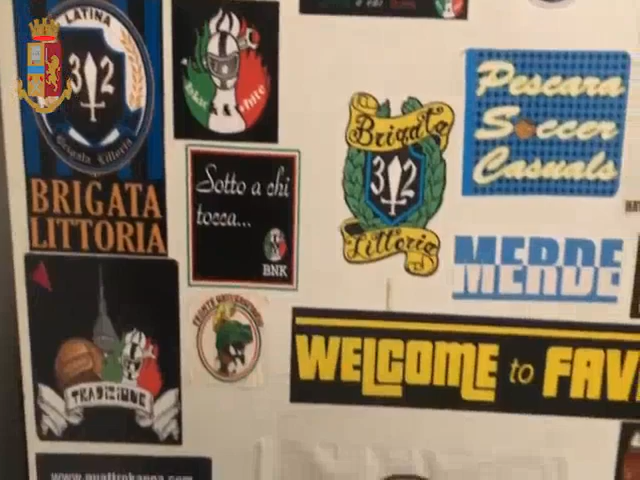 LATINA
32
Brigata Littoria
BRIGATA
LITTORIA
Sotto a chi
tocca...
BNK
Brigata
32
Littoria
Pescara
Soccer
Casuals
MERDE
TRADIZIONE
WELCOME to FAV